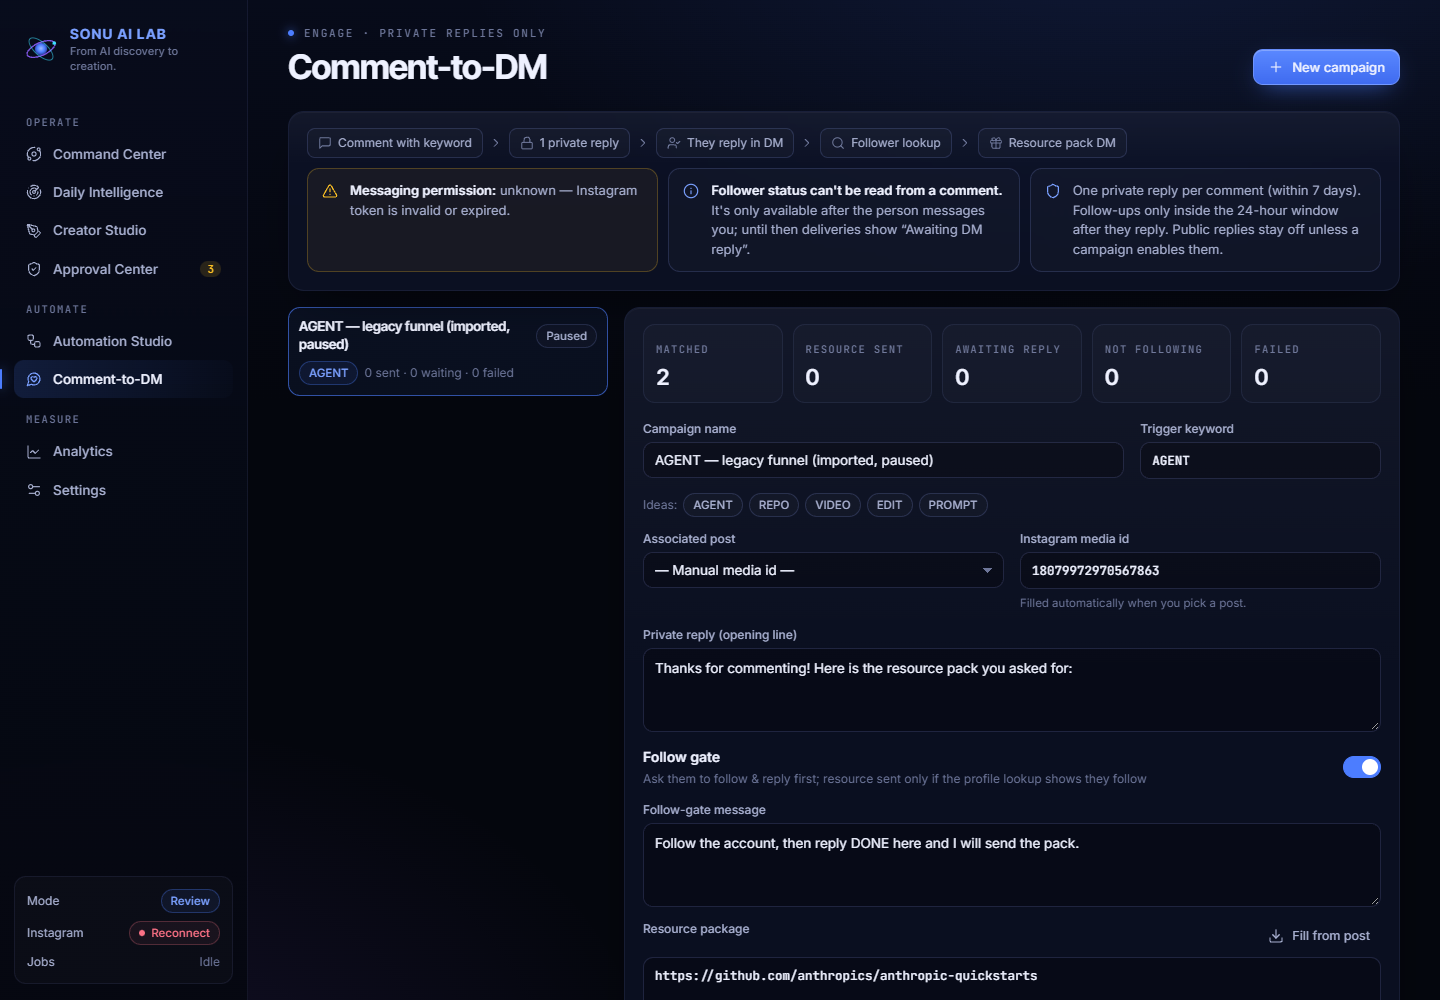 SONU AI LAB
From AI discovery to
creation.
OPERATE
Command Center
Daily Intelligence
Creator Studio
Approval Center
3
AUTOMATE
Automation Studio
Comment-to-DM
MEASURE
Analytics
Settings
Mode
Review
Instagram
Reconnect
Jobs
Idle
ENGAGE · PRIVATE REPLIES ONLY
Comment-to-DM
New campaign
Comment with keyword
1 private reply
They reply in DM
Follower lookup
Resource pack DM
Messaging permission: unknown — Instagram
token is invalid or expired.
Follower status can't be read from a comment.
It's only available after the person messages
you; until then deliveries show “Awaiting DM
reply”.
One private reply per comment (within 7 days).
Follow-ups only inside the 24-hour window
after they reply. Public replies stay off unless a
campaign enables them.
AGENT — legacy funnel (imported,
paused)
Paused
AGENT
0 sent · 0 waiting · 0 failed
MATCHED
2
RESOURCE SENT
0
AWAITING REPLY
0
NOT FOLLOWING
0
FAILED
0
Campaign name
AGENT — legacy funnel (imported, paused)
Trigger keyword
AGENT
Ideas:
AGENT
REPO
VIDEO
EDIT
PROMPT
Associated post
— Manual media id —
Instagram media id
18079972970567863
Filled automatically when you pick a post.
Private reply (opening line)
Thanks for commenting! Here is the resource pack you asked for:
Follow gate
Ask them to follow & reply first; resource sent only if the profile lookup shows they follow
Follow-gate message
Follow the account, then reply DONE here and I will send the pack.
Resource package
Fill from post
https://github.com/anthropics/anthropic-quickstarts